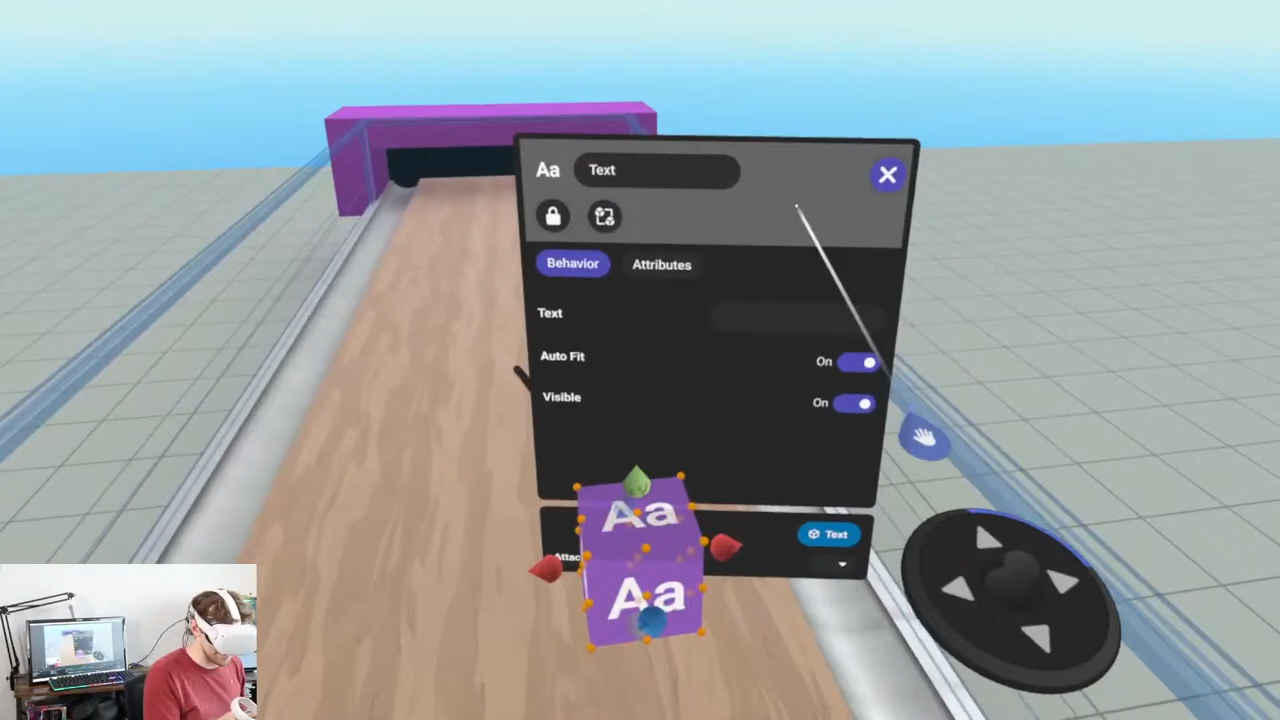 Aa Text
Behavior Attributes
Text
Auto Fit On
Visible On
Aa
Text
Aa